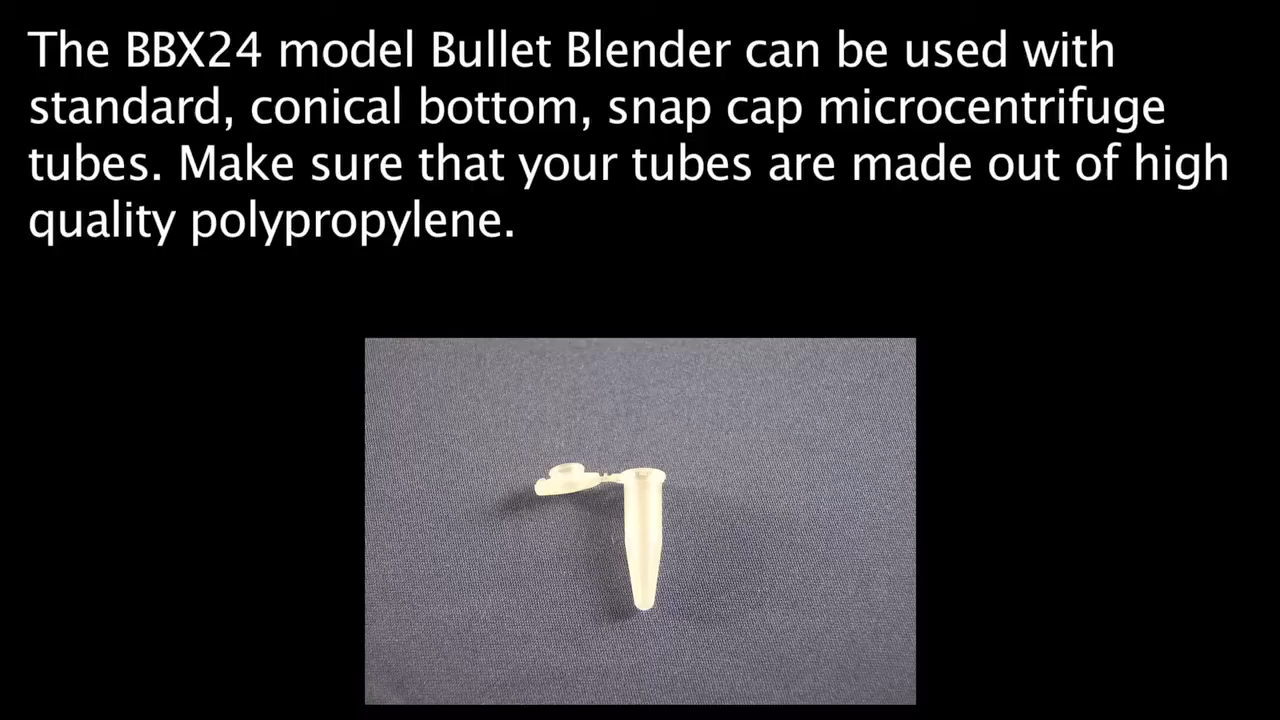 The BBX24 model Bullet Blender can be used with
standard, conical bottom, snap cap microcentrifuge
tubes. Make sure that your tubes are made out of high
quality polypropylene.